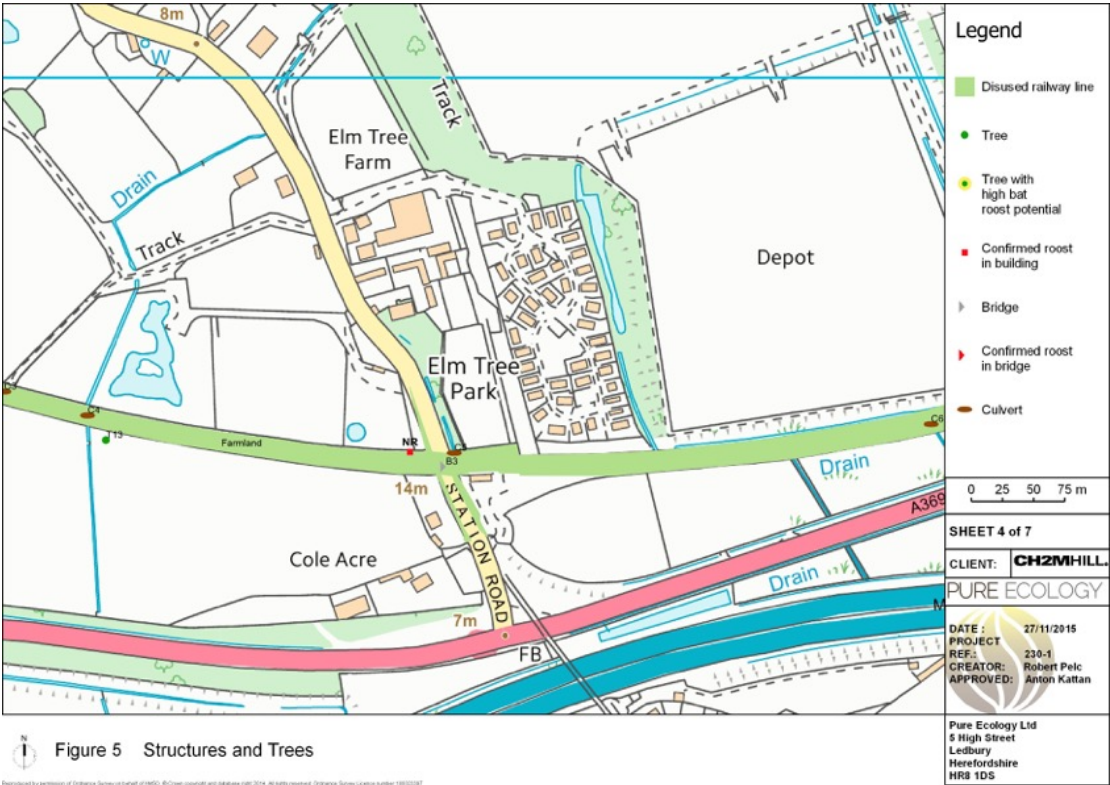 8m
W
Track
Elm Tree
Farm
Drain
Track
Depot
Elm Tree
Park
C4
T13
Farmland
NR
C5
B3
C6
14m
STATION ROAD
Drain
A369
Cole Acre
Drain
7m
FB
M
Legend
Disused railway line
Tree
Tree with
high bat
roost potential
Confirmed roost
in building
Bridge
Confirmed roost
in bridge
Culvert
0 25 50 75 m
SHEET 4 of 7
CLIENT: CH2MHILL.
PURE ECOLOGY
DATE : 27/11/2015
PROJECT
REF.: 230-1
CREATOR: Robert Pelc
APPROVED: Anton Kattan
Pure Ecology Ltd
5 High Street
Ledbury
Herefordshire
HR8 1DS
N
Figure 5 Structures and Trees